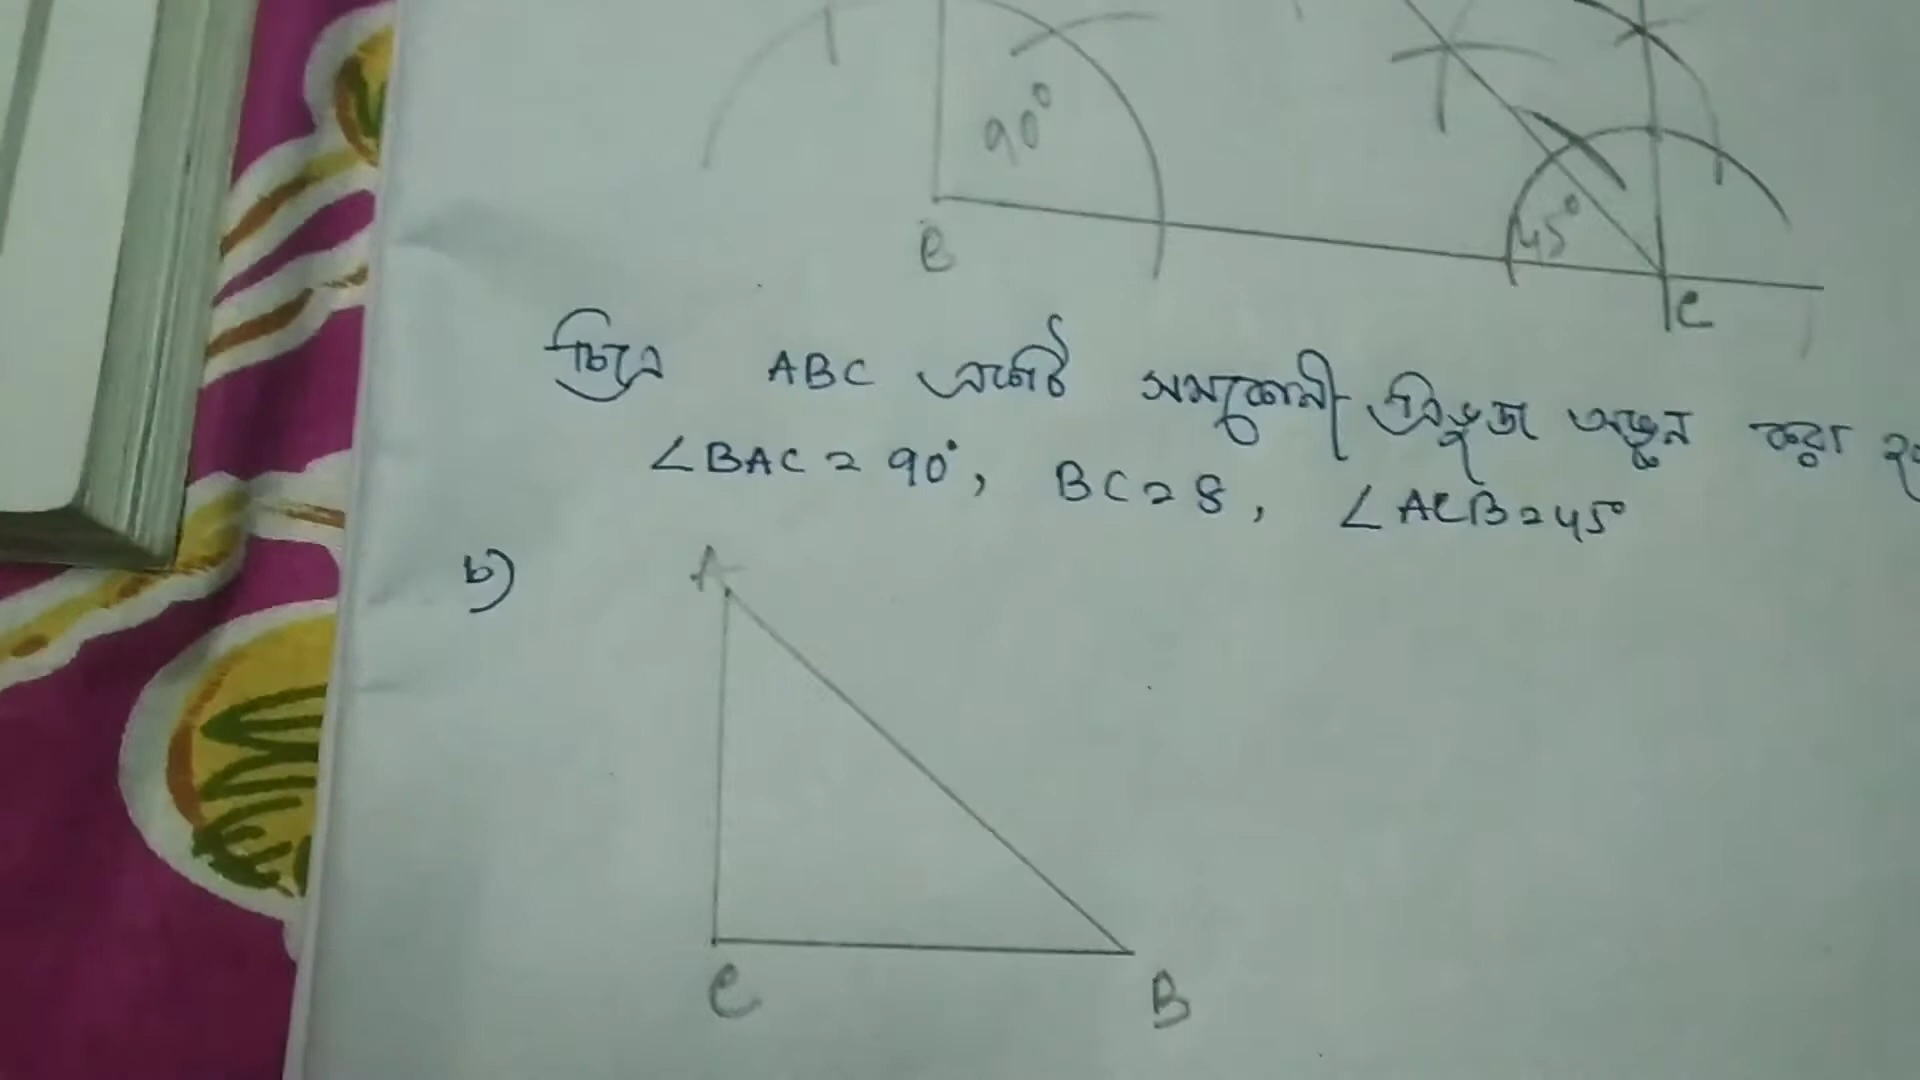 90°
B
45°
C
চিত্রে ABC একটি সমকোণী ত্রিভুজ অঙ্কন করা
∠BAC = 90°, BC = 8, ∠ACB = 45°
b)
A
C
B